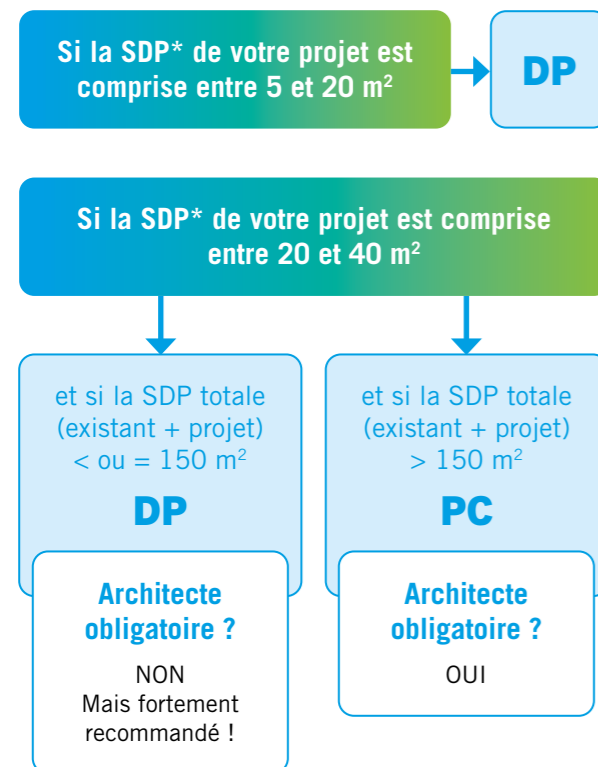 Si la SDP* de votre projet est
comprise entre 5 et 20 m²
DP
Si la SDP* de votre projet est comprise
entre 20 et 40 m²
et si la SDP totale
(existant + projet)
< ou = 150 m²
DP
Architecte
obligatoire ?
NON
Mais fortement
recommandé !
et si la SDP totale
(existant + projet)
> 150 m²
PC
Architecte
obligatoire ?
OUI